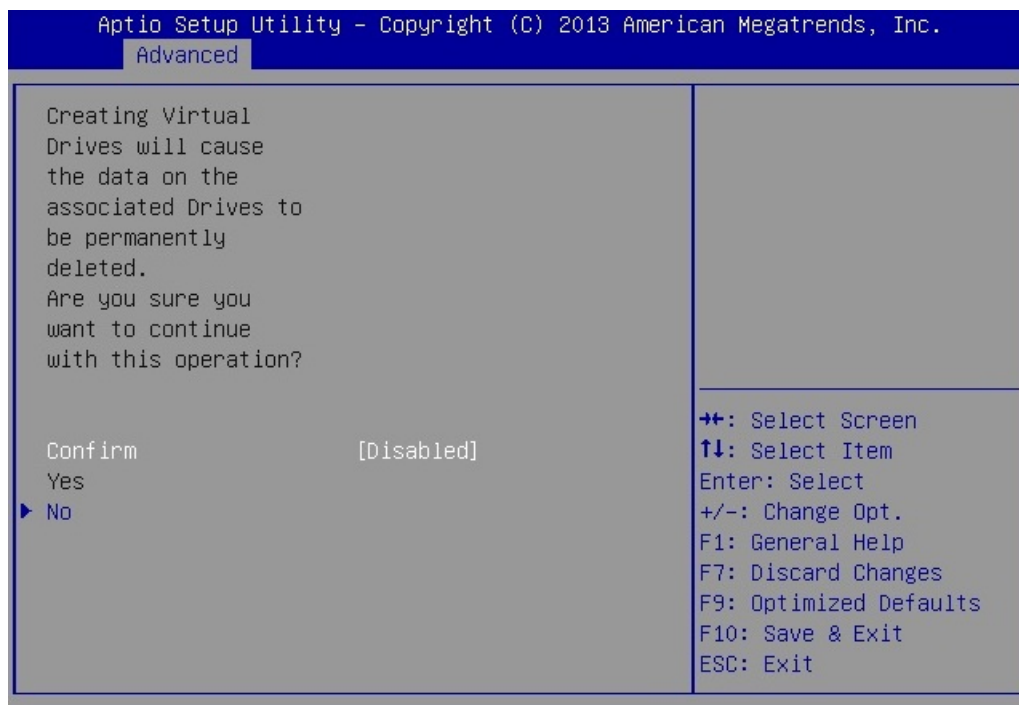 Aptio Setup Utility – Copyright (C) 2013 American Megatrends, Inc.
Advanced
Creating Virtual
Drives will cause
the data on the
associated Drives to
be permanently
deleted.
Are you sure you
want to continue
with this operation?
Confirm [Disabled]
Yes
No
→←: Select Screen
↑↓: Select Item
Enter: Select
+/-: Change Opt.
F1: General Help
F7: Discard Changes
F9: Optimized Defaults
F10: Save & Exit
ESC: Exit